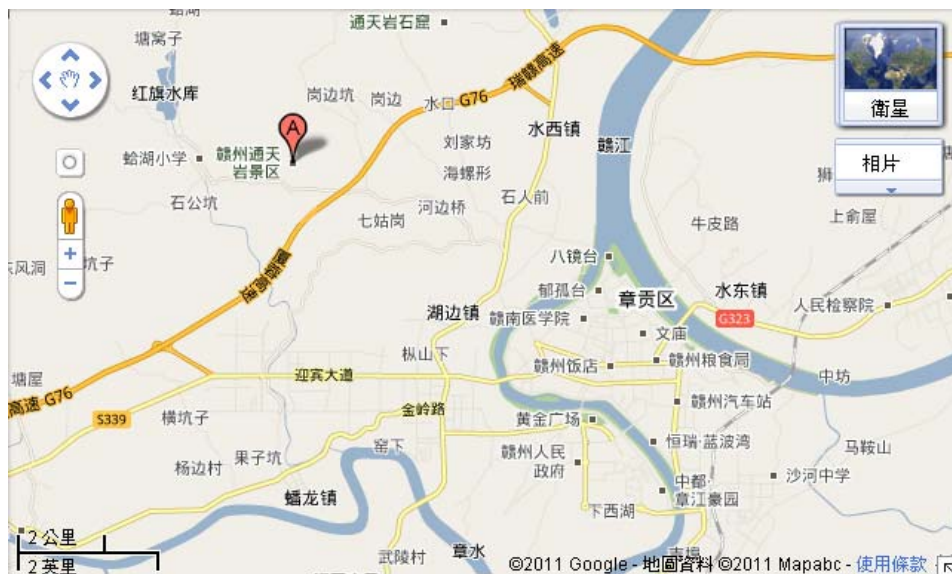 蛤湖
通天岩石窟
塘窝子
瑞赣高速
衛星
红旗水库
岗边坑
岗边
水口
G76
水西镇
赣江
A
刘家坊
蛤湖小学
赣州通天
岩景区
海螺形
相片
狮
石公坑
七姑岗
河边桥
石人前
牛皮路
上俞屋
东风洞
坑子
厦蓉高速
八镜台
郁孤台
章贡区
水东镇
人民检察院
湖边镇
赣南医学院
文庙
G323
枞山下
赣州饭店
赣州粮食局
塘屋
迎宾大道
中坊
高速 G76
S339
横坑子
金岭路
黄金广场
赣州汽车站
恒瑞·蓝波湾
马鞍山
杨边村
果子坑
窑下
赣州人民
政府
中都·
章江豪园
沙河中学
蟠龙镇
下西湖
2 公里
2 英里
武陵村
章水
©2011 Google - 地圖資料 ©2011 Mapabc - 使用條款